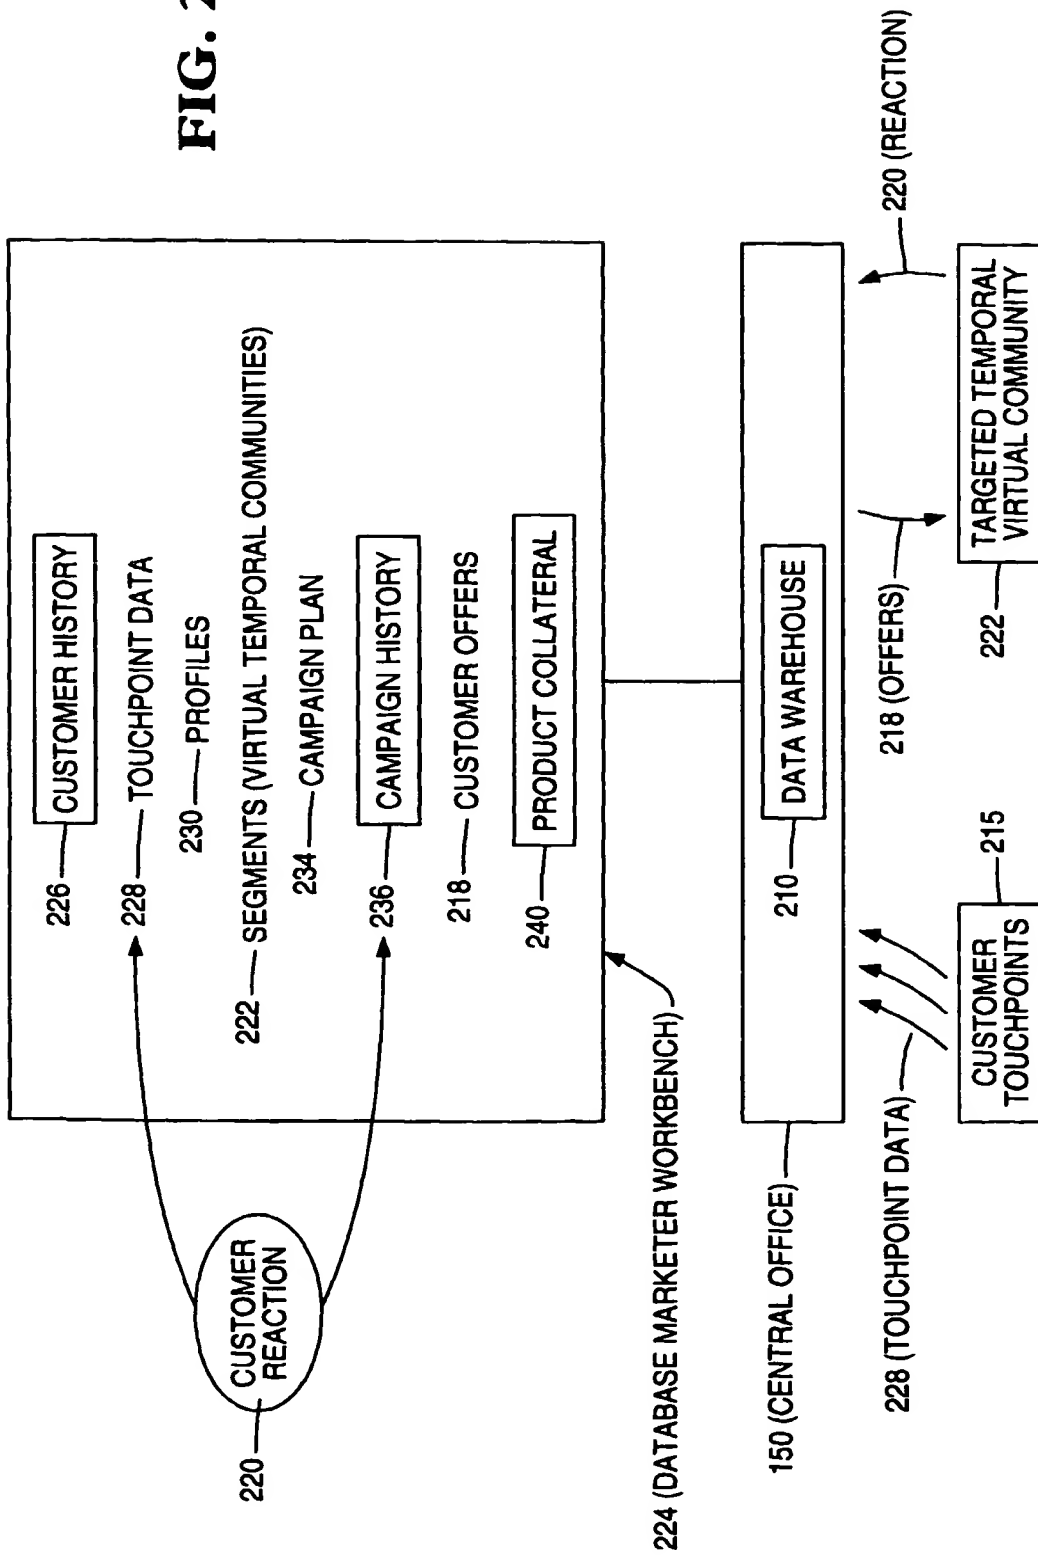 FIG. 2
CUSTOMER HISTORY
226
228
TOUCHPOINT DATA
230
PROFILES
222
SEGMENTS (VIRTUAL TEMPORAL COMMUNITIES)
234
CAMPAIGN PLAN
236
CAMPAIGN HISTORY
218
CUSTOMER OFFERS
240
PRODUCT COLLATERAL
CUSTOMER
REACTION
220
224 (DATABASE MARKETER WORKBENCH)
150 (CENTRAL OFFICE)
210
DATA WAREHOUSE
228 (TOUCHPOINT DATA)
CUSTOMER
TOUCHPOINTS
215
218 (OFFERS)
220 (REACTION)
TARGETED TEMPORAL
VIRTUAL COMMUNITY
222